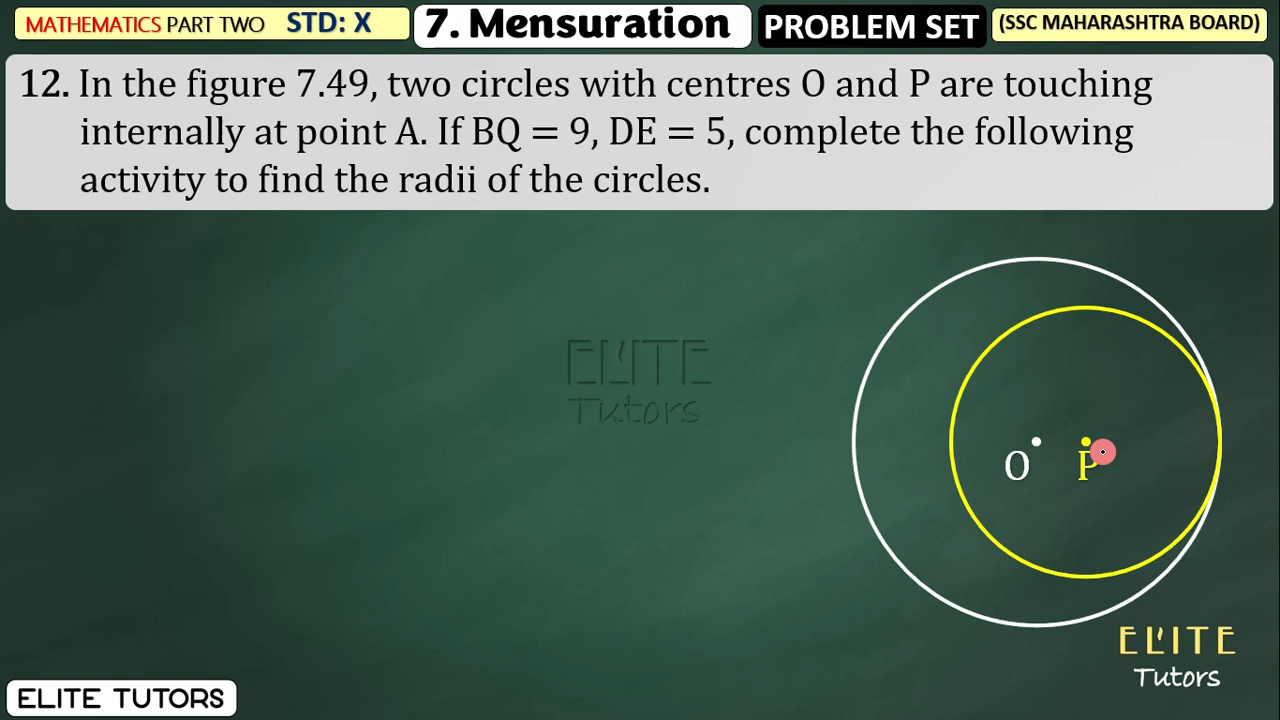 MATHEMATICS PART TWO STD: X
7. Mensuration
PROBLEM SET
(SSC MAHARASHTRA BOARD)
12. In the figure 7.49, two circles with centres O and P are touching
internally at point A. If BQ = 9, DE = 5, complete the following
activity to find the radii of the circles.
ELITE
Tutors
O P
ELITE
Tutors
ELITE TUTORS